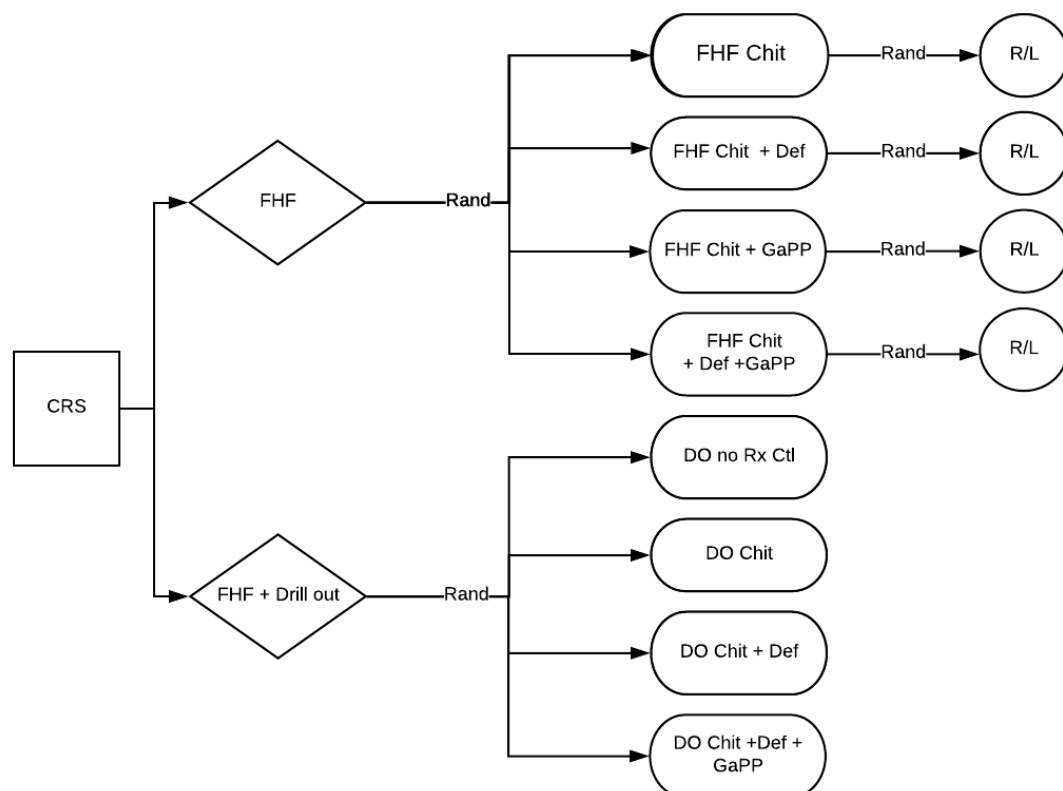 CRS
FHF
Rand
FHF Chit
Rand
R/L
FHF Chit + Def
Rand
R/L
FHF Chit + GaPP
Rand
R/L
FHF Chit
+ Def +GaPP
Rand
R/L
FHF + Drill out
Rand
DO no Rx Ctl
DO Chit
DO Chit + Def
DO Chit +Def +
GaPP